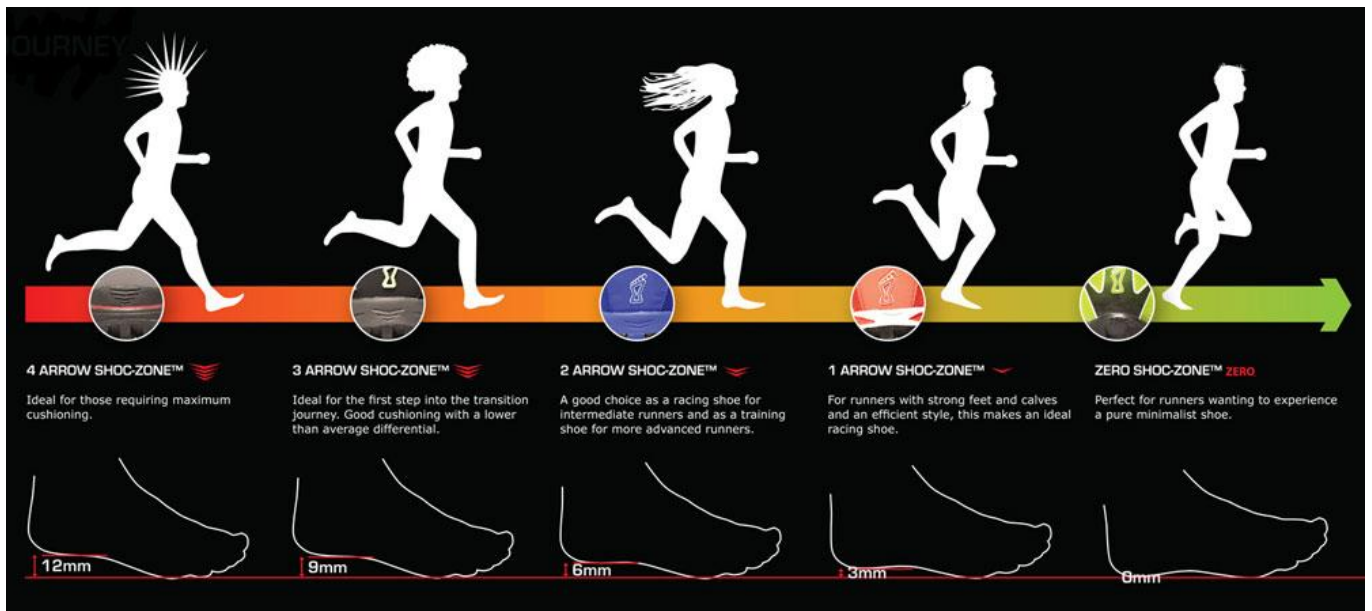 JOURNEY
4 ARROW SHOC-ZONE™
Ideal for those requiring maximum
cushioning.
3 ARROW SHOC-ZONE™
Ideal for the first step into the transition
journey. Good cushioning with a lower
than average differential.
2 ARROW SHOC-ZONE™
A good choice as a racing shoe for
intermediate runners and as a training
shoe for more advanced runners.
1 ARROW SHOC-ZONE™
For runners with strong feet and calves
and an efficient style, this makes an ideal
racing shoe.
ZERO SHOC-ZONE™ ZERO
Perfect for runners wanting to experience
a pure minimalist shoe.
12mm
9mm
6mm
3mm
0mm